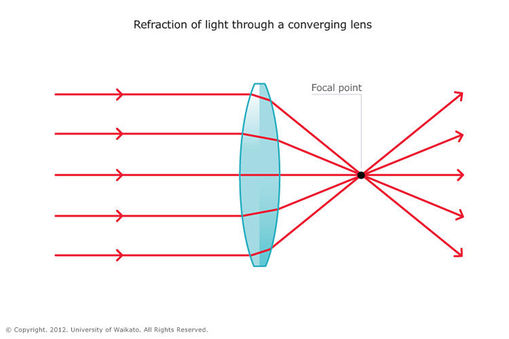 Refraction of light through a converging lens
Focal point
© Copyright. 2012. University of Waikato. All Rights Reserved.